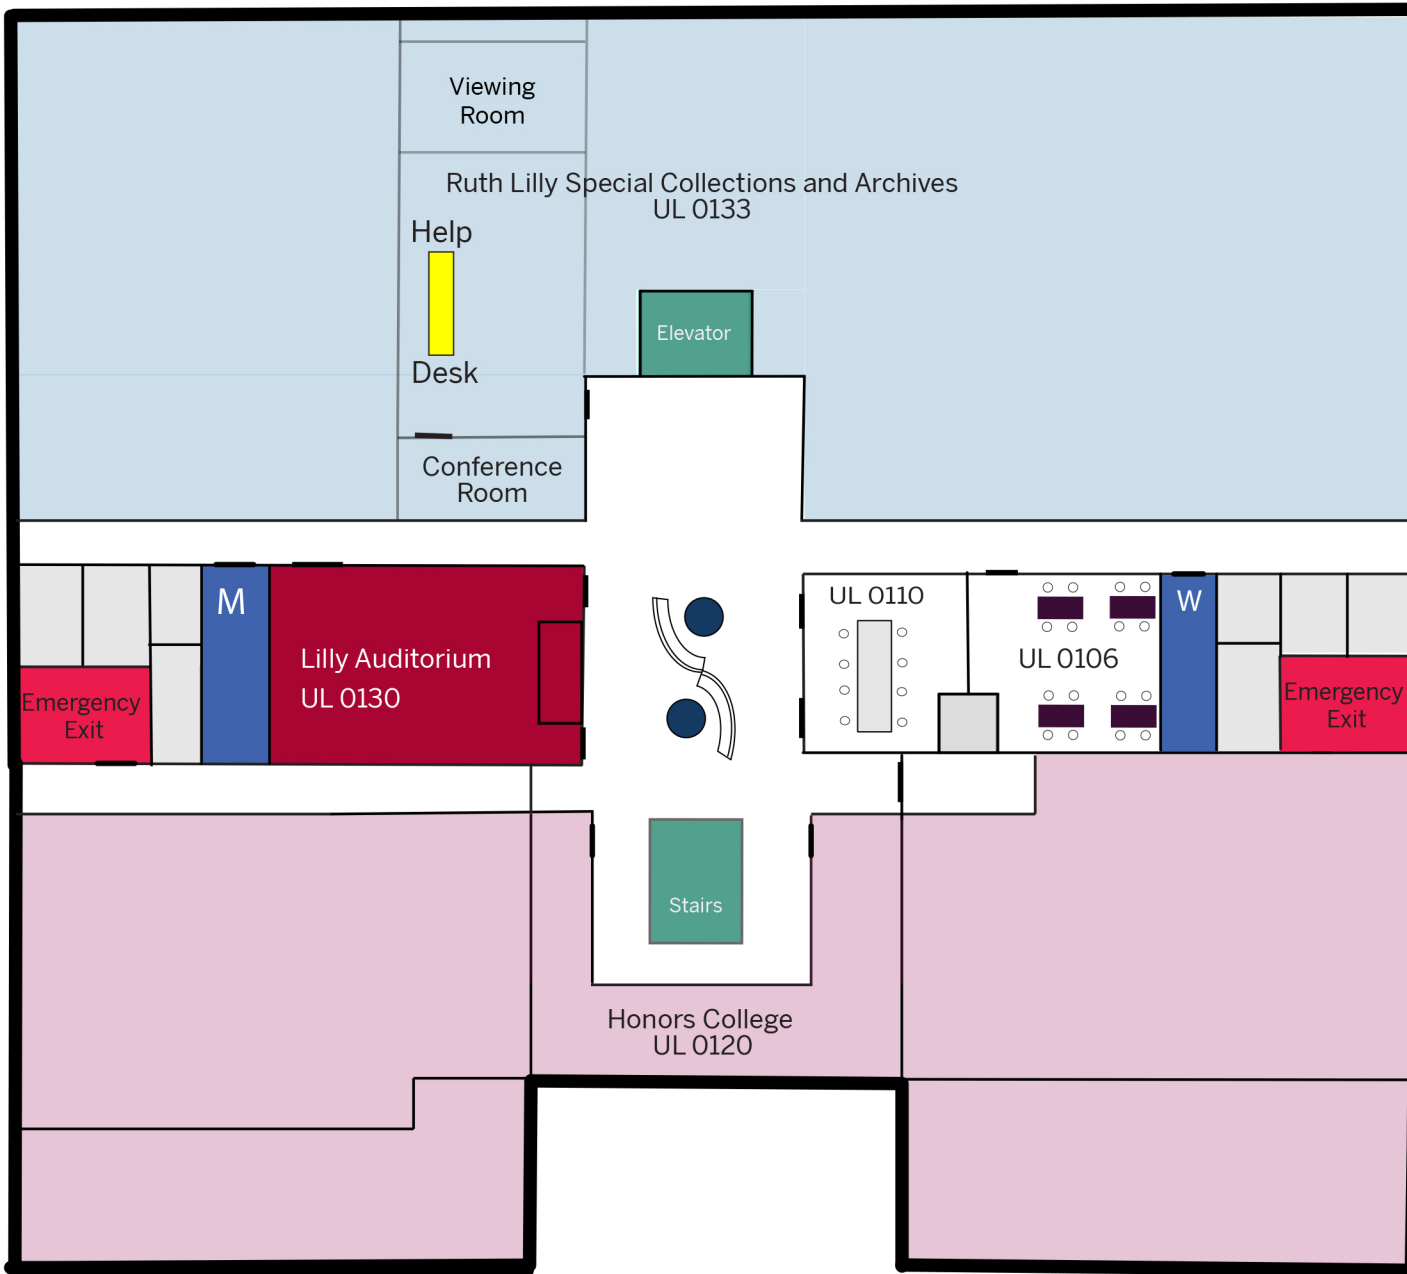 Viewing
Room
Ruth Lilly Special Collections and Archives
UL 0133
Help
Desk
Elevator
Conference
Room
M
Lilly Auditorium
UL 0130
Emergency
Exit
UL 0110
UL 0106
W
Emergency
Exit
Stairs
Honors College
UL 0120